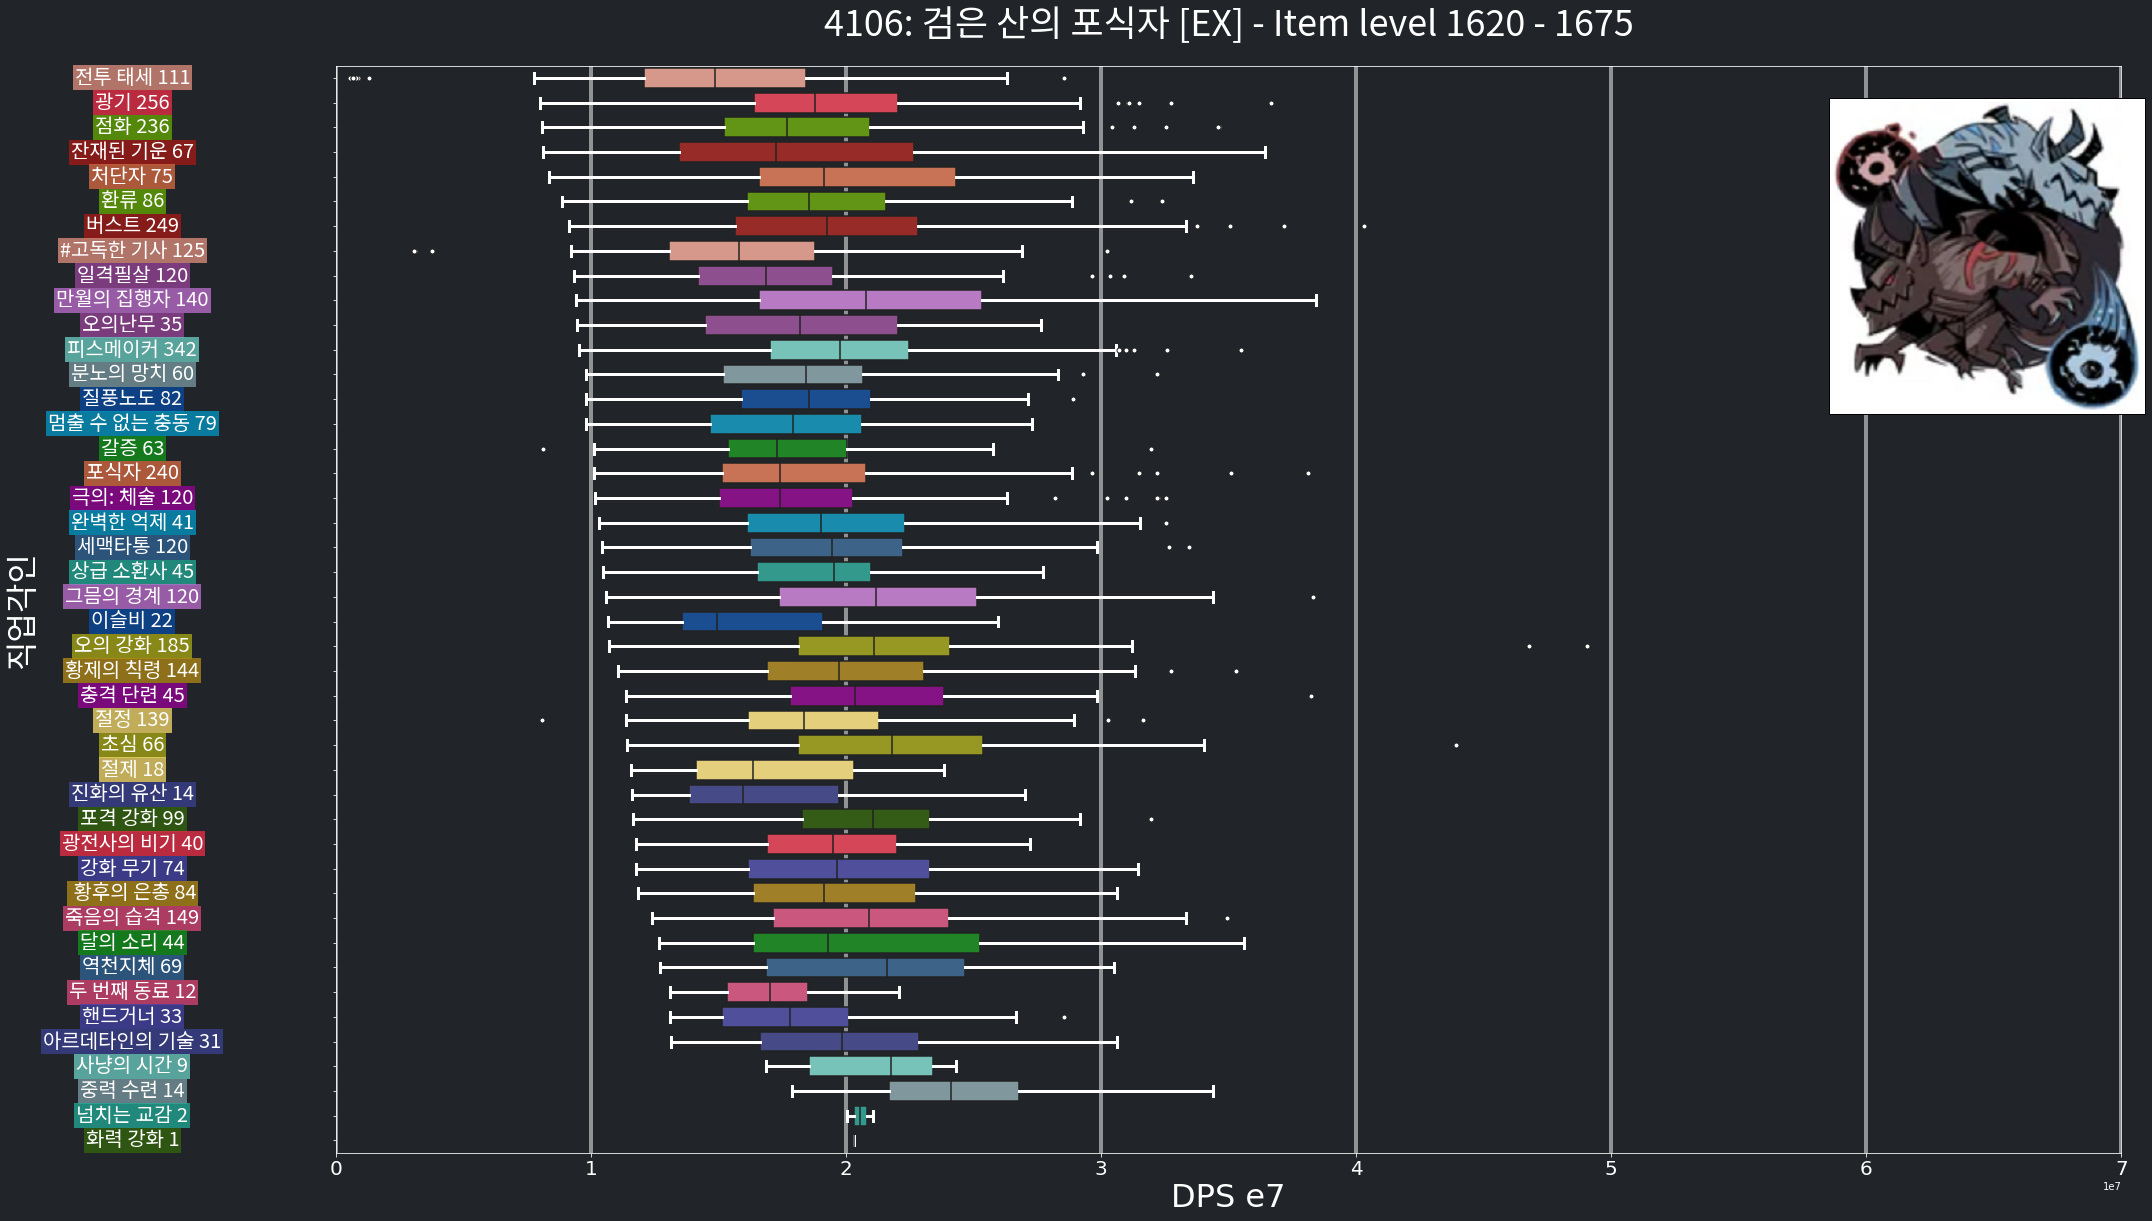 4106: 검은 산의 포식자 [EX] - Item level 1620 - 1675
직업각인
전투 태세 111
광기 256
점화 236
잔재된 기운 67
처단자 75
환류 86
버스트 249
#고독한 기사 125
일격필살 120
만월의 집행자 140
오의난무 35
피스메이커 342
분노의 망치 60
질풍노도 82
멈출 수 없는 충동 79
갈증 63
포식자 240
극의: 체술 120
완벽한 억제 41
세맥타통 120
상급 소환사 45
그믐의 경계 120
이슬비 22
오의 강화 185
황제의 칙령 144
충격 단련 45
절정 139
초심 66
절제 18
진화의 유산 14
포격 강화 99
광전사의 비기 40
강화 무기 74
황후의 은총 84
죽음의 습격 149
달의 소리 44
역천지체 69
두 번째 동료 12
핸드거너 33
아르데타인의 기술 31
사냥의 시간 9
중력 수련 14
넘치는 교감 2
화력 강화 1
0 1 2 3 4 5 6 7
1e7
DPS e7